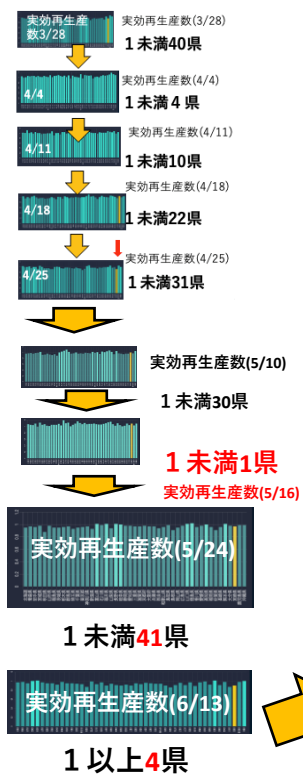 実効再生産
数3/28
実効再生産数(3/28)
１未満40県
4/4
実効再生産数(4/4)
１未満４県
4/11
実効再生産数(4/11)
１未満10県
4/18
実効再生産数(4/18)
１未満22県
4/25
実効再生産数(4/25)
１未満31県
実効再生産数(5/10)
１未満30県
１未満1県
実効再生産数(5/16)
実効再生産数(5/24)
１未満41県
実効再生産数(6/13)
１以上4県